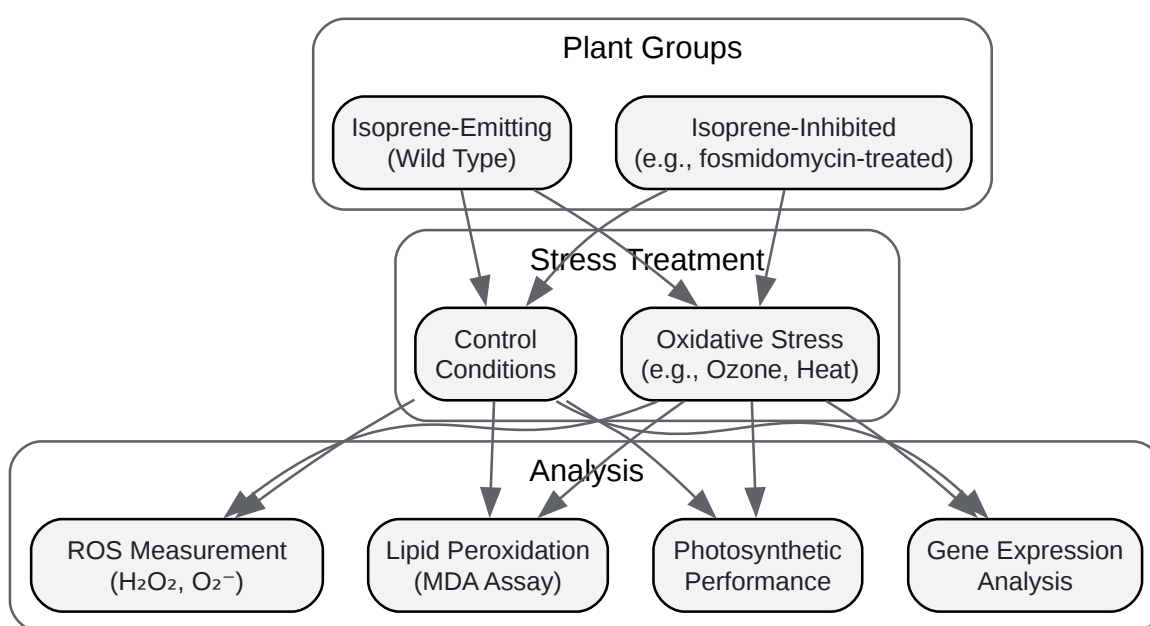 Plant Groups
Isoprene-Emitting
(Wild Type)
Isoprene-Inhibited
(e.g., fosmidomycin-treated)
Stress Treatment
Control
Conditions
Oxidative Stress
(e.g., Ozone, Heat)
Analysis
ROS Measurement
(H₂O₂, O₂⁻)
Lipid Peroxidation
(MDA Assay)
Photosynthetic
Performance
Gene Expression
Analysis